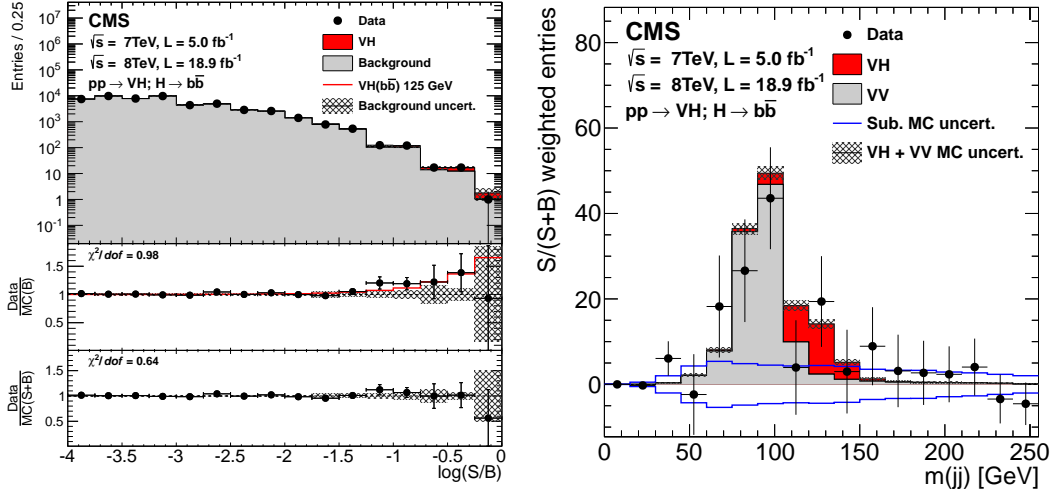 CMS
√s = 7TeV, L = 5.0 fb⁻¹
√s = 8TeV, L = 18.9 fb⁻¹
pp → VH; H → bb̅
Data
VH
Background
VH(bb̅) 125 GeV
Background uncert.
Entries / 0.25
10⁷
10⁶
10⁵
10⁴
10³
10²
10
1
10⁻¹
χ²/dof = 0.98
Data
MC(B)
1.5
1
0.5
χ²/dof = 0.64
Data
MC(S+B)
1.5
1
0.5
-4 -3.5 -3 -2.5 -2 -1.5 -1 -0.5 0
log(S/B)
CMS
√s = 7TeV, L = 5.0 fb⁻¹
√s = 8TeV, L = 18.9 fb⁻¹
pp → VH; H → bb̅
Data
VH
VV
Sub. MC uncert.
VH + VV MC uncert.
S/(S+B) weighted entries
80
60
40
20
0
0 50 100 150 200 250
m(jj) [GeV]